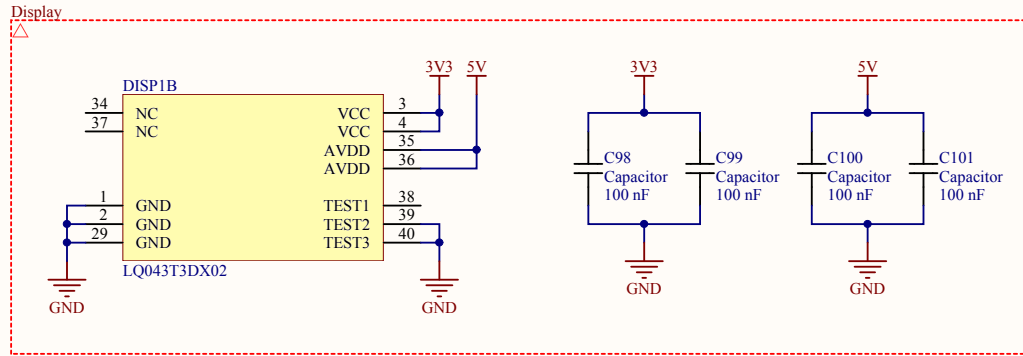 Display
DISP1B
3V3 5V
3V3
5V
34 NC
37 NC
VCC 3
VCC 4
AVDD 35
AVDD 36
1 GND
2 GND
29 GND
TEST1 38
TEST2 39
TEST3 40
LQ043T3DX02
GND
GND
C98
Capacitor
100 nF
C99
Capacitor
100 nF
GND
C100
Capacitor
100 nF
C101
Capacitor
100 nF
GND